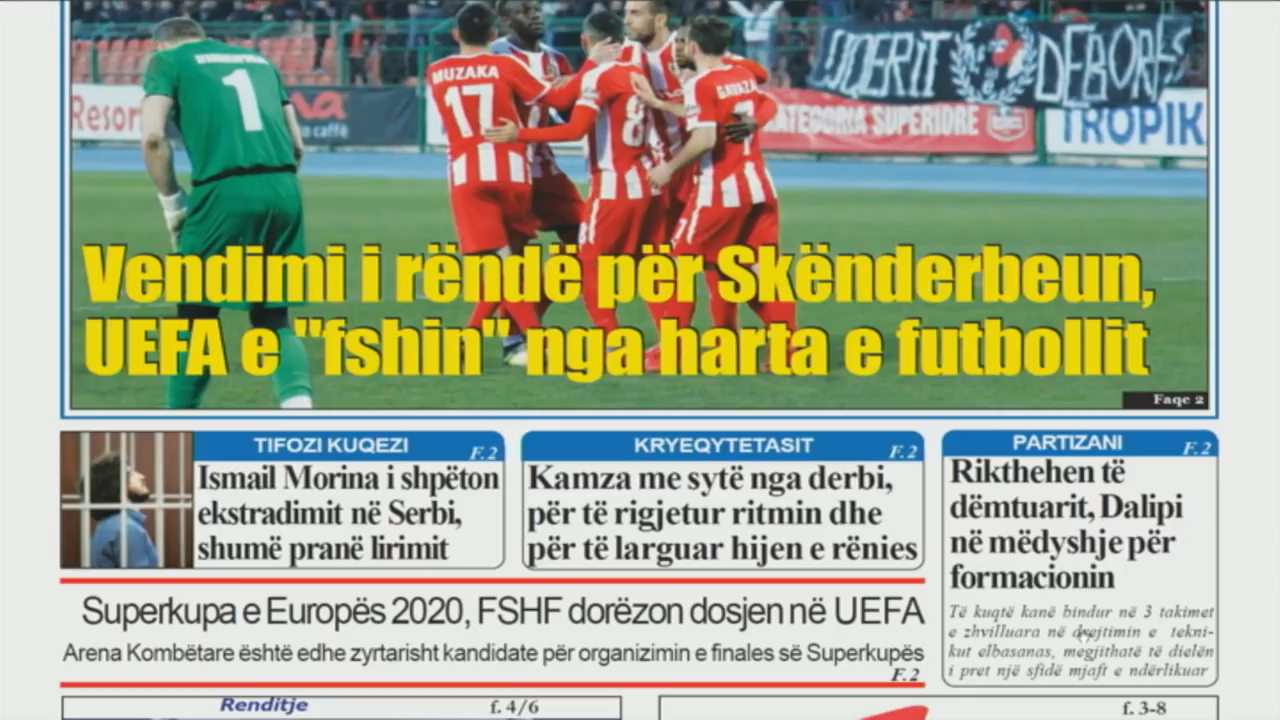 1
MUZAKA
17
8
GAVAZAJ
7
UDERIT
DEBORES
Resor
caffè
KATEGORIA SUPERIORE
TROPIK
Vendimi i rëndë për Skënderbeun,
UEFA e "fshin" nga harta e futbollit
Faqe 2
TIFOZI KUQEZI
F. 2
Ismail Morina i shpëton
ekstradimit në Serbi,
shumë pranë lirimit
KRYEQYTETASIT
F. 2
Kamza me sytë nga derbi,
për të rigjetur ritmin dhe
për të larguar hijen e rënies
PARTIZANI
F. 2
Rikthehen të
dëmtuarit, Dalipi
në mëdyshje për
formacionin
Të kuqtë kanë bindur në 3 takimet
e zhvilluara në drejtimin e tekni-
kut elbasanas, megjithatë të dielën
i pret një sfidë mjaft e ndërlikuar
Superkupa e Europës 2020, FSHF dorëzon dosjen në UEFA
Arena Kombëtare është edhe zyrtarisht kandidate për organizimin e finales së Superkupës
F. 2
Renditje
f. 4/6
f. 3-8